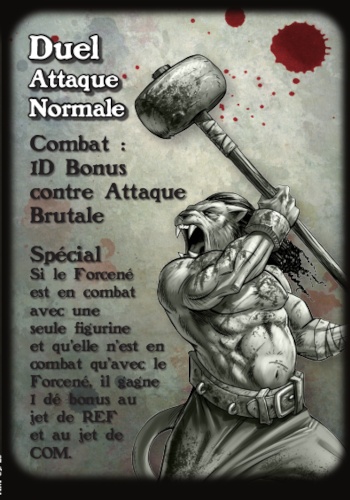 Duel
Attaque
Normale
Combat :
1D Bonus
contre Attaque
Brutale
Spécial
Si le Forcené
est en combat
avec une
seule figurine
et qu'elle n'est en
combat qu'avec le
Forcené, il gagne
1 dé bonus au
jet de REF
et au jet de
COM.